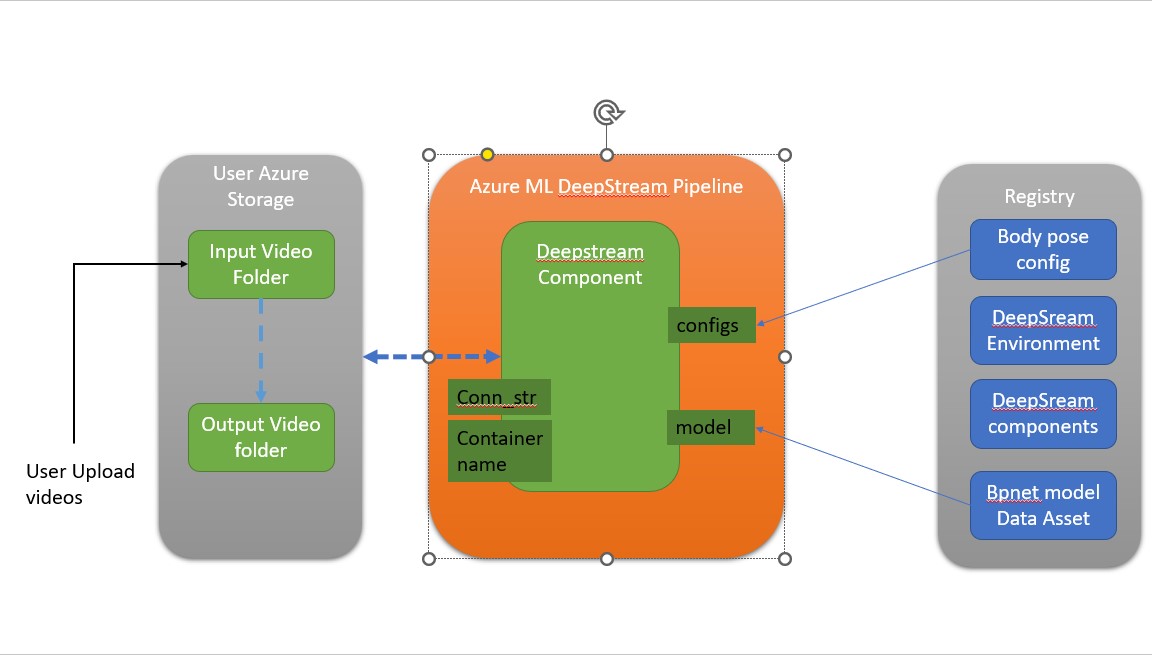 User Azure
Storage
Input Video
Folder
Output Video
folder
User Upload
videos
Azure ML DeepStream Pipeline
Deepstream
Component
configs
Conn_str
Container
name
model
Registry
Body pose
config
DeepSream
Environment
DeepSream
components
Bpnet model
Data Asset